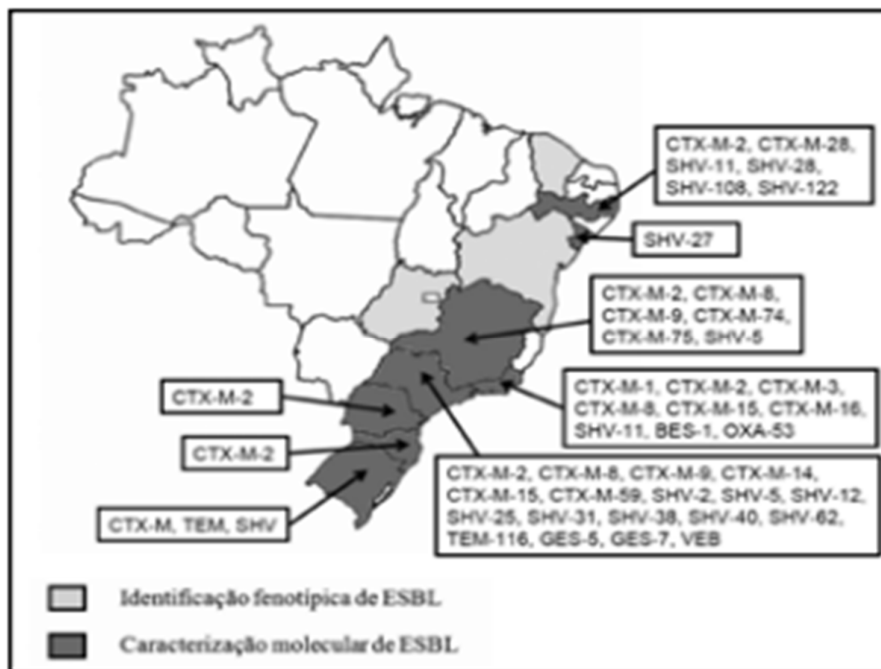 CTX-M-2, CTX-M-28,
SHV-11, SHV-28,
SHV-108, SHV-122
SHV-27
CTX-M-2, CTX-M-8,
CTX-M-9, CTX-M-74,
CTX-M-75, SHV-5
CTX-M-1, CTX-M-2, CTX-M-3,
CTX-M-8, CTX-M-15, CTX-M-16,
SHV-11, BES-1, OXA-53
CTX-M-2
CTX-M-2
CTX-M-2, CTX-M-8, CTX-M-9, CTX-M-14,
CTX-M-15, CTX-M-59, SHV-2, SHV-5, SHV-12,
SHV-25, SHV-31, SHV-38, SHV-40, SHV-62,
TEM-116, GES-5, GES-7, VEB
CTX-M, TEM, SHV
Identificação fenotípica de ESBL
Caracterização molecular de ESBL